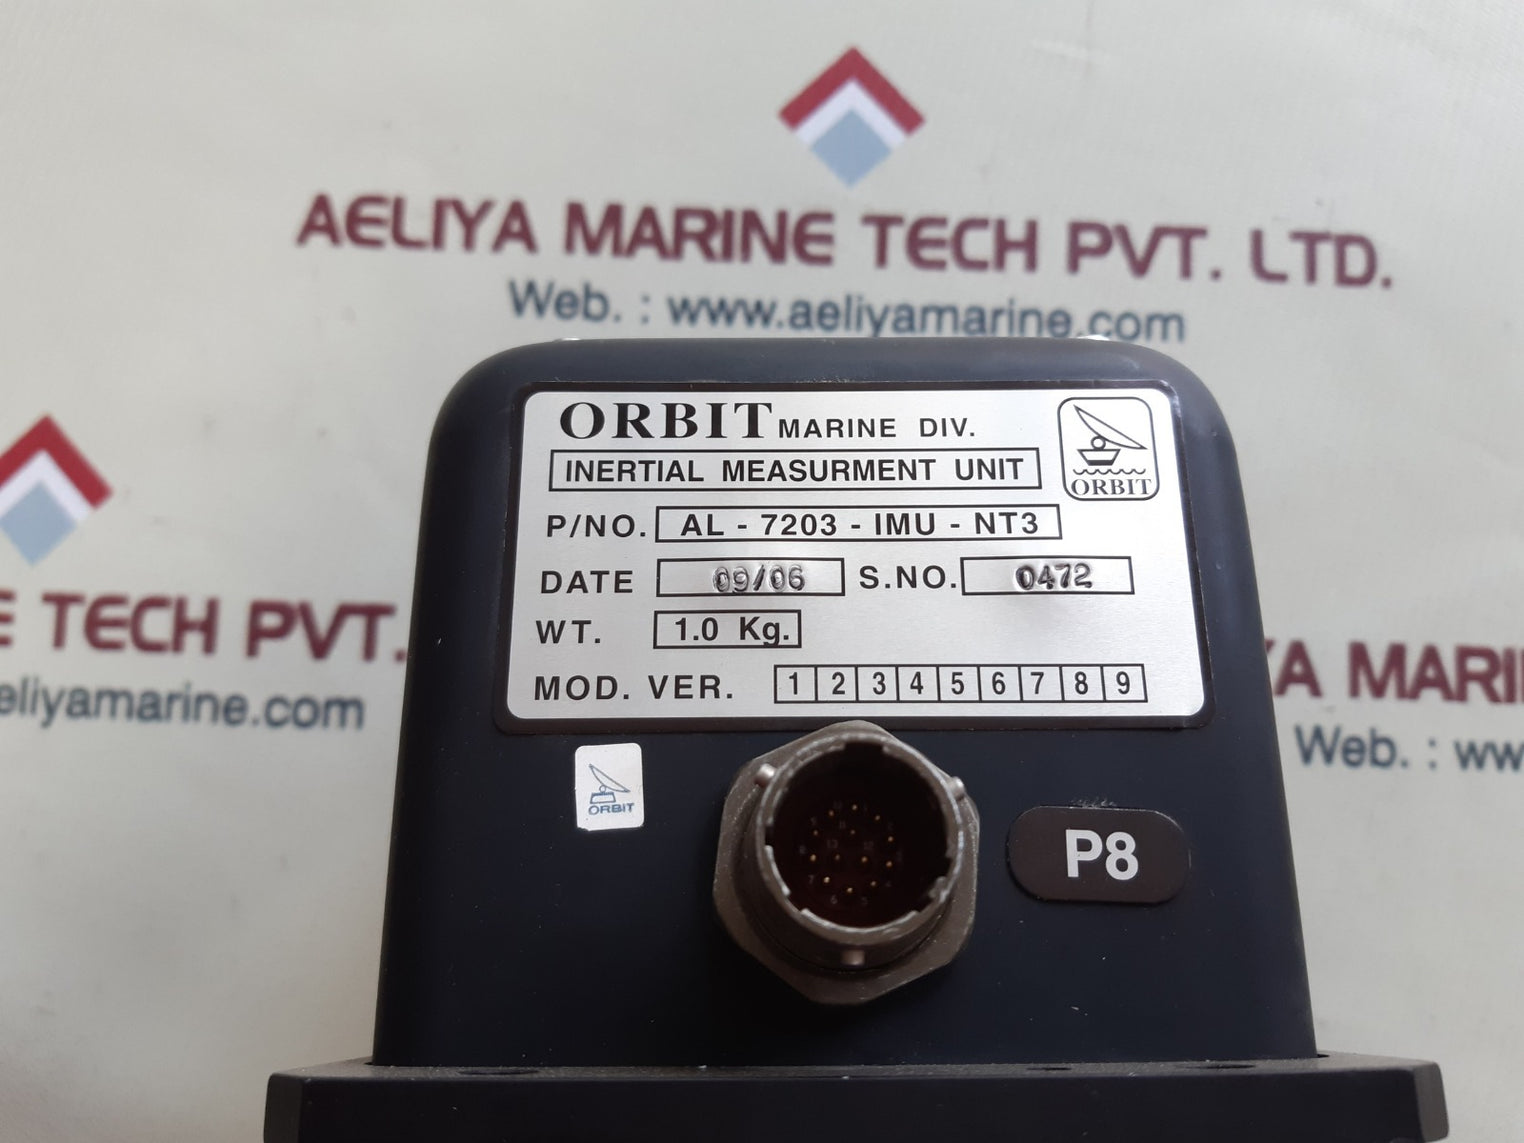 AELIYA MARINE TECH PVT. LTD.
Web. : www.aeliyamarine.com
ORBIT MARINE DIV.
INERTIAL MEASURMENT UNIT
ORBIT
P/NO. AL - 7203 - IMU - NT3
DATE 09/06 S.NO. 0472
WT. 1.0 Kg.
MOD. VER. 1 2 3 4 5 6 7 8 9
ORBIT
P8
E TECH PVT.
eliyamarine.com
YA MARI
Web. : ww